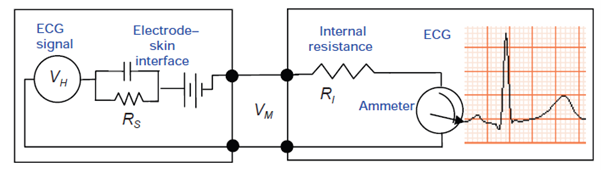 ECG
signal
Electrode–
skin
interface
V_H
R_S
V_M
Internal
resistance
R_I
Ammeter
ECG